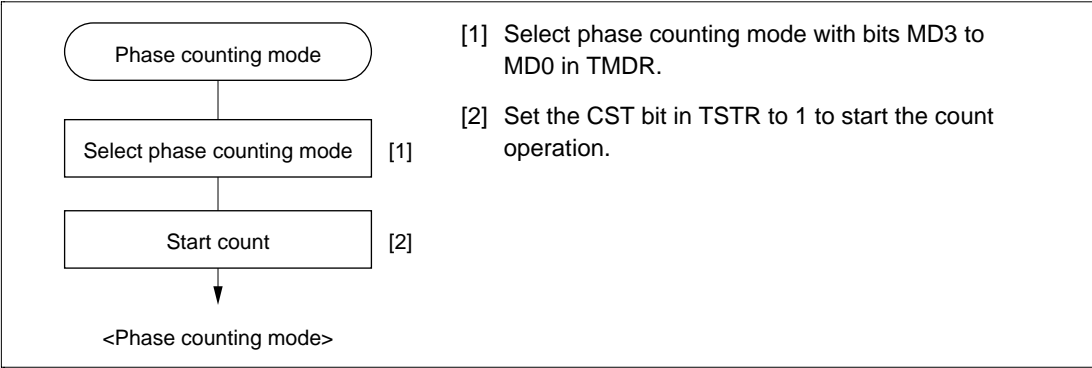 Phase counting mode
Select phase counting mode [1]
Start count [2]
<Phase counting mode>
[1] Select phase counting mode with bits MD3 to
MD0 in TMDR.
[2] Set the CST bit in TSTR to 1 to start the count
operation.